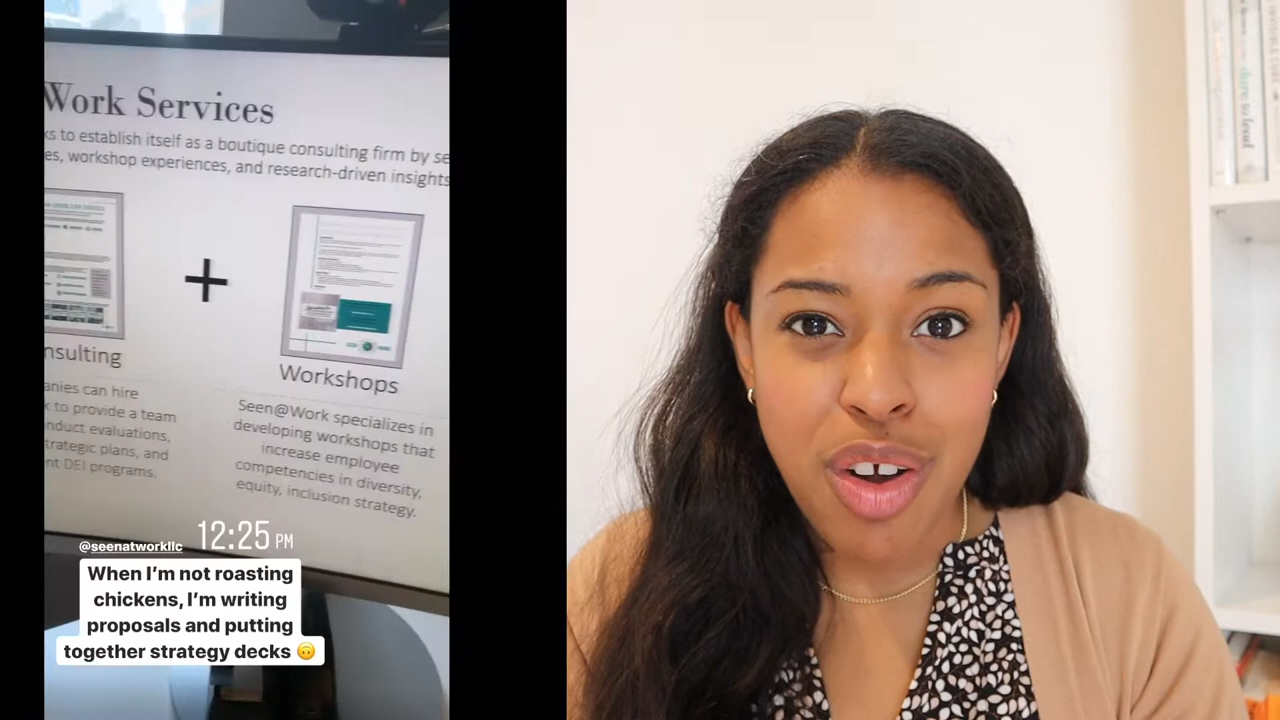 Work Services
ks to establish itself as a boutique consulting firm by se
es, workshop experiences, and research-driven insights
+
nsulting
anies can hire
k to provide a team
nduct evaluations,
trategic plans, and
nt DEI programs.
Workshops
Seen@Work specializes in
developing workshops that
increase employee
competencies in diversity,
equity, inclusion strategy.
@seenatworkllc 12:25 PM
When I’m not roasting
chickens, I’m writing
proposals and putting
together strategy decks 🙃
dare to lead